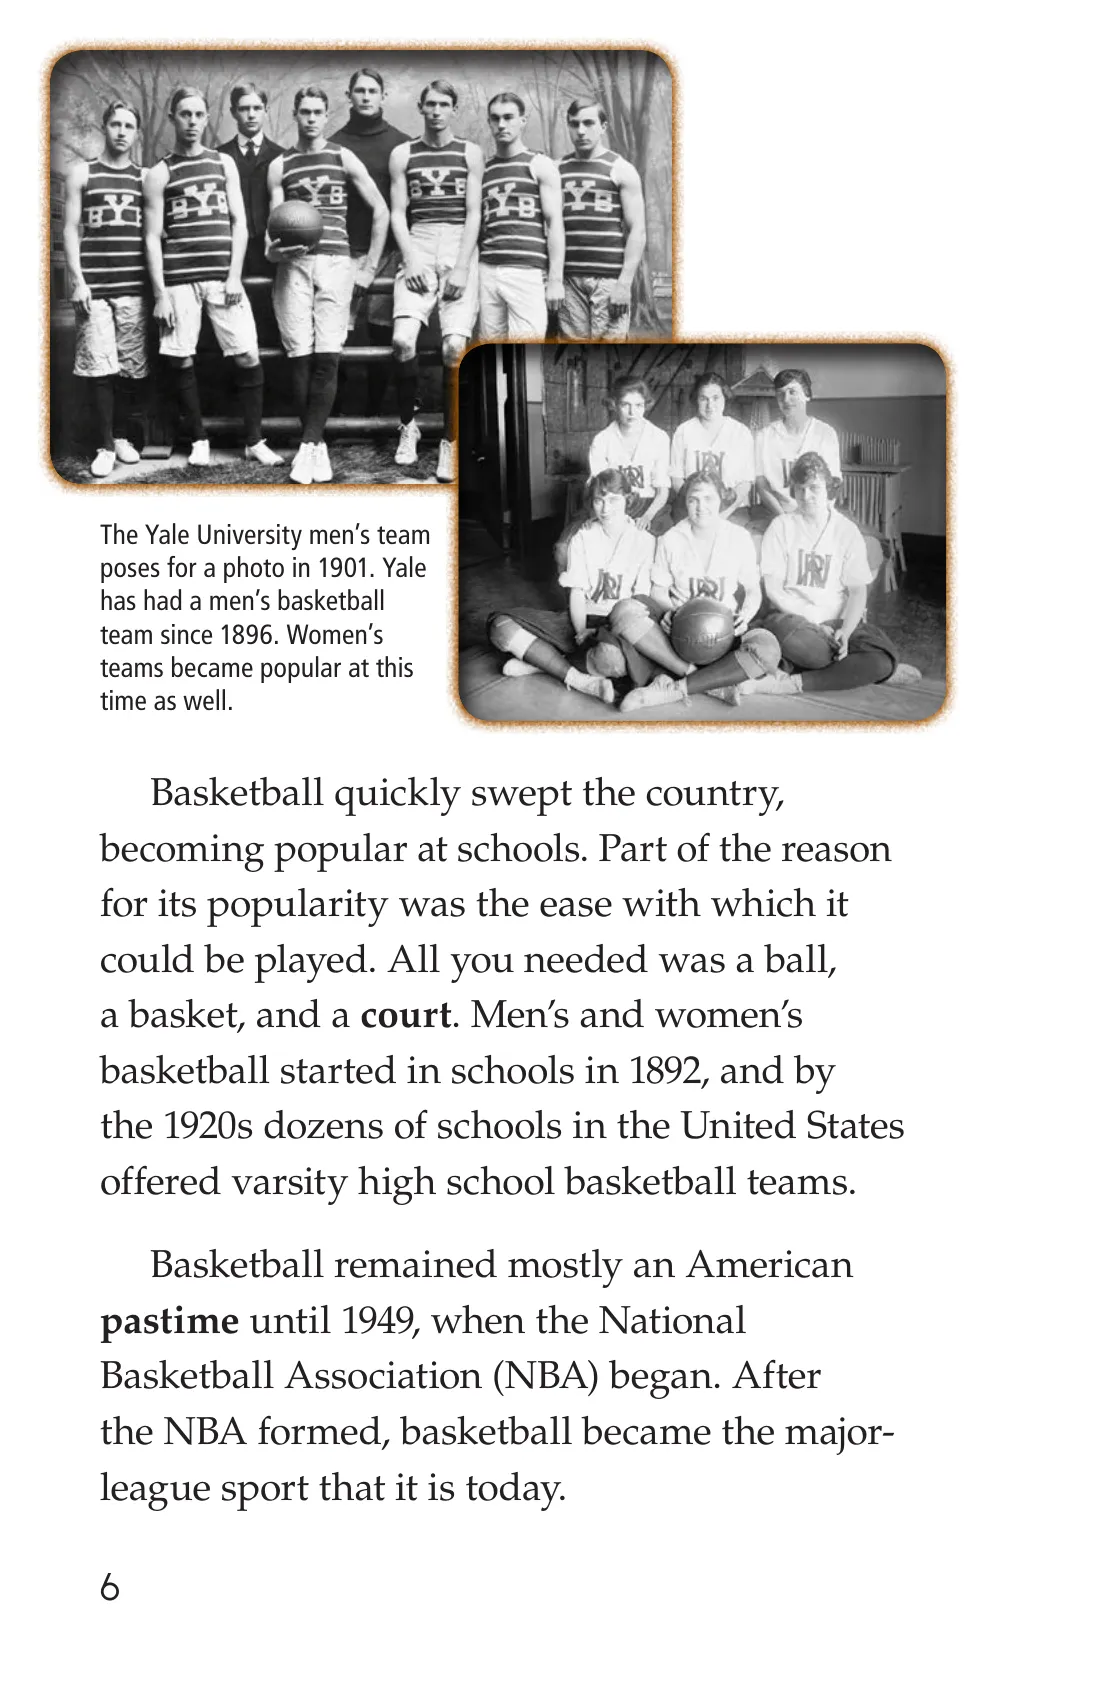 The Yale University men's team
poses for a photo in 1901. Yale
has had a men's basketball
team since 1896. Women's
teams became popular at this
time as well.
Basketball quickly swept the country,
becoming popular at schools. Part of the reason
for its popularity was the ease with which it
could be played. All you needed was a ball,
a basket, and a court. Men's and women's
basketball started in schools in 1892, and by
the 1920s dozens of schools in the United States
offered varsity high school basketball teams.
Basketball remained mostly an American
pastime until 1949, when the National
Basketball Association (NBA) began. After
the NBA formed, basketball became the major-
league sport that it is today.
6